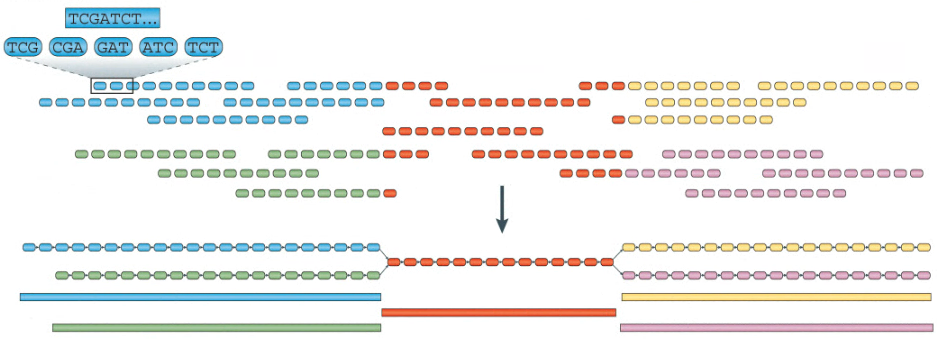 TCGATCT...
TCG CGA GAT ATC TCT